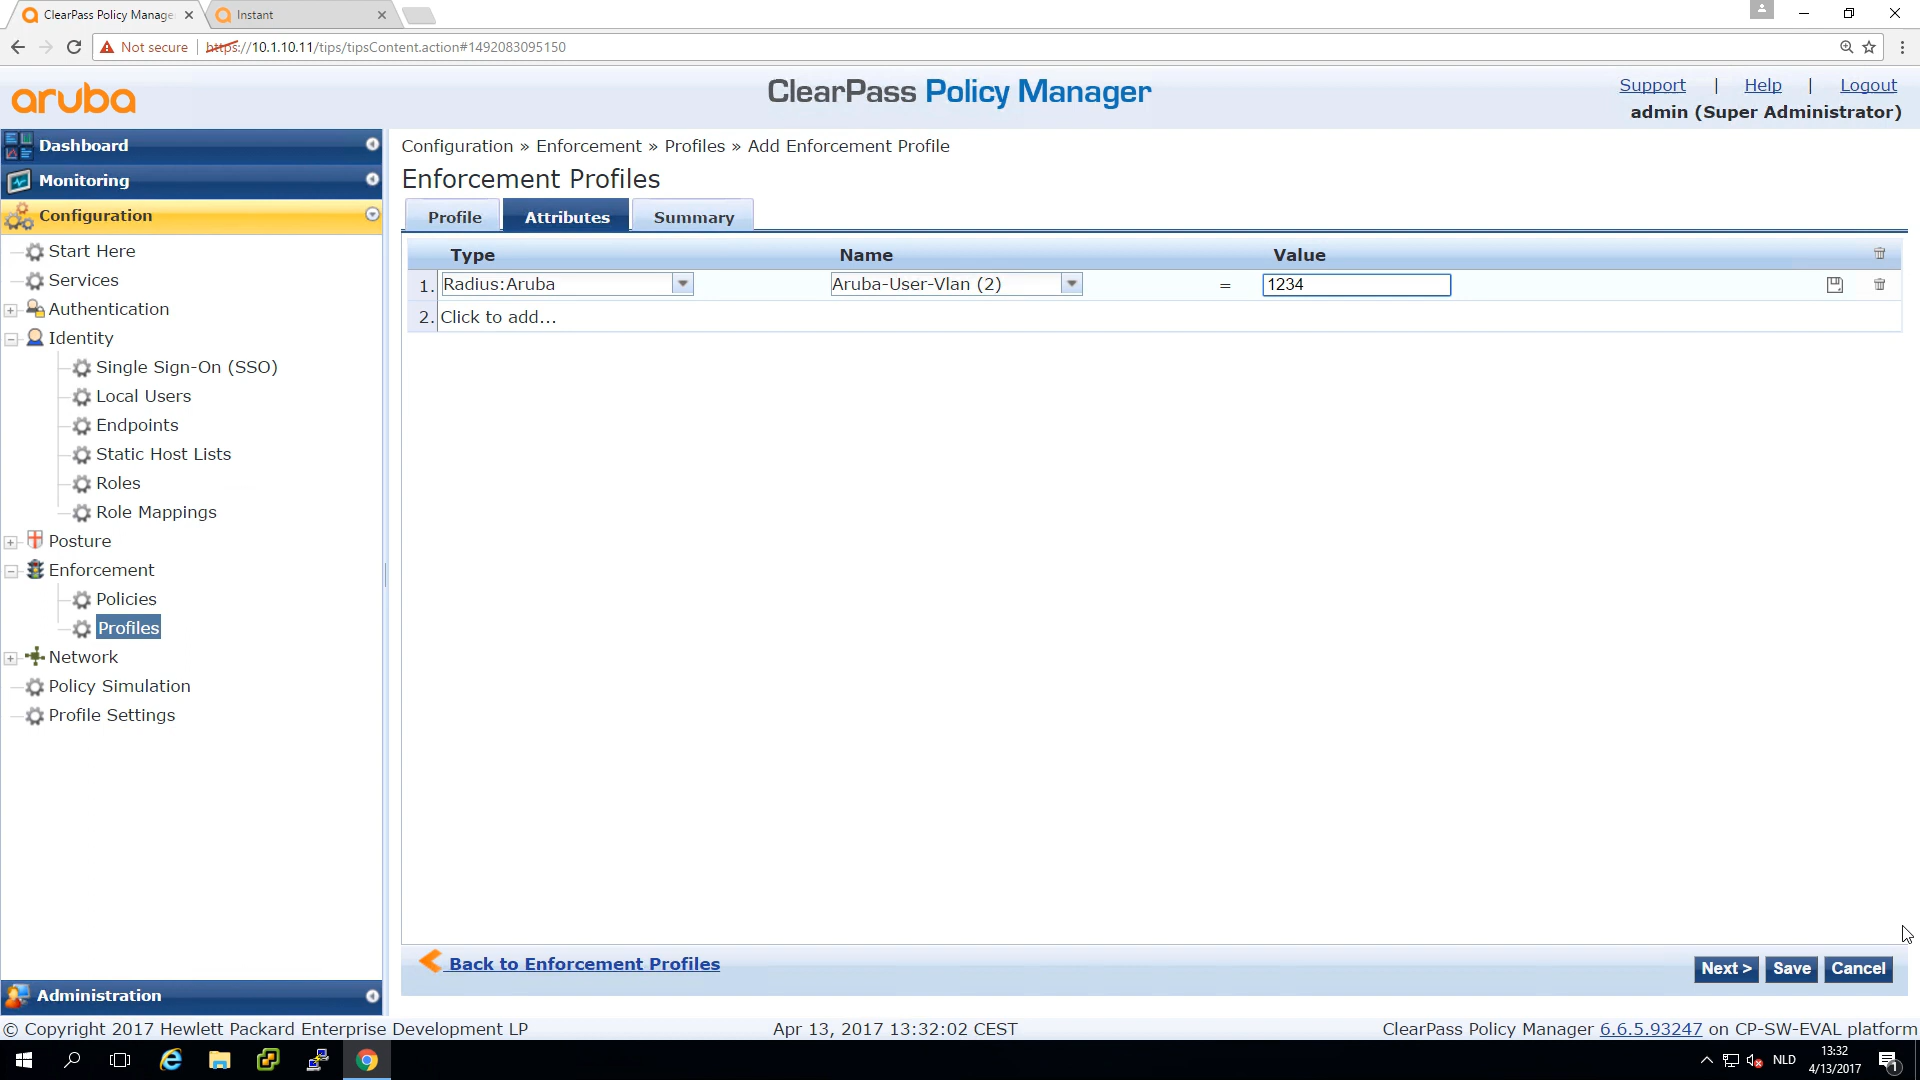 ClearPass Policy Manage
Instant
Not secure
https://10.1.10.11/tips/tipsContent.action#1492083095150
aruba
ClearPass Policy Manager
Support | Help | Logout
admin (Super Administrator)
Dashboard
Monitoring
Configuration
Start Here
Services
Authentication
Identity
Single Sign-On (SSO)
Local Users
Endpoints
Static Host Lists
Roles
Role Mappings
Posture
Enforcement
Policies
Profiles
Network
Policy Simulation
Profile Settings
Administration
Configuration » Enforcement » Profiles » Add Enforcement Profile
Enforcement Profiles
Profile Attributes Summary
Type Name Value
1. Radius:Aruba Aruba-User-Vlan (2) = 1234
2. Click to add...
Back to Enforcement Profiles
Next > Save Cancel
© Copyright 2017 Hewlett Packard Enterprise Development LP Apr 13, 2017 13:32:02 CEST ClearPass Policy Manager 6.6.5.93247 on CP-SW-EVAL platform
NLD
13:32
4/13/2017
1